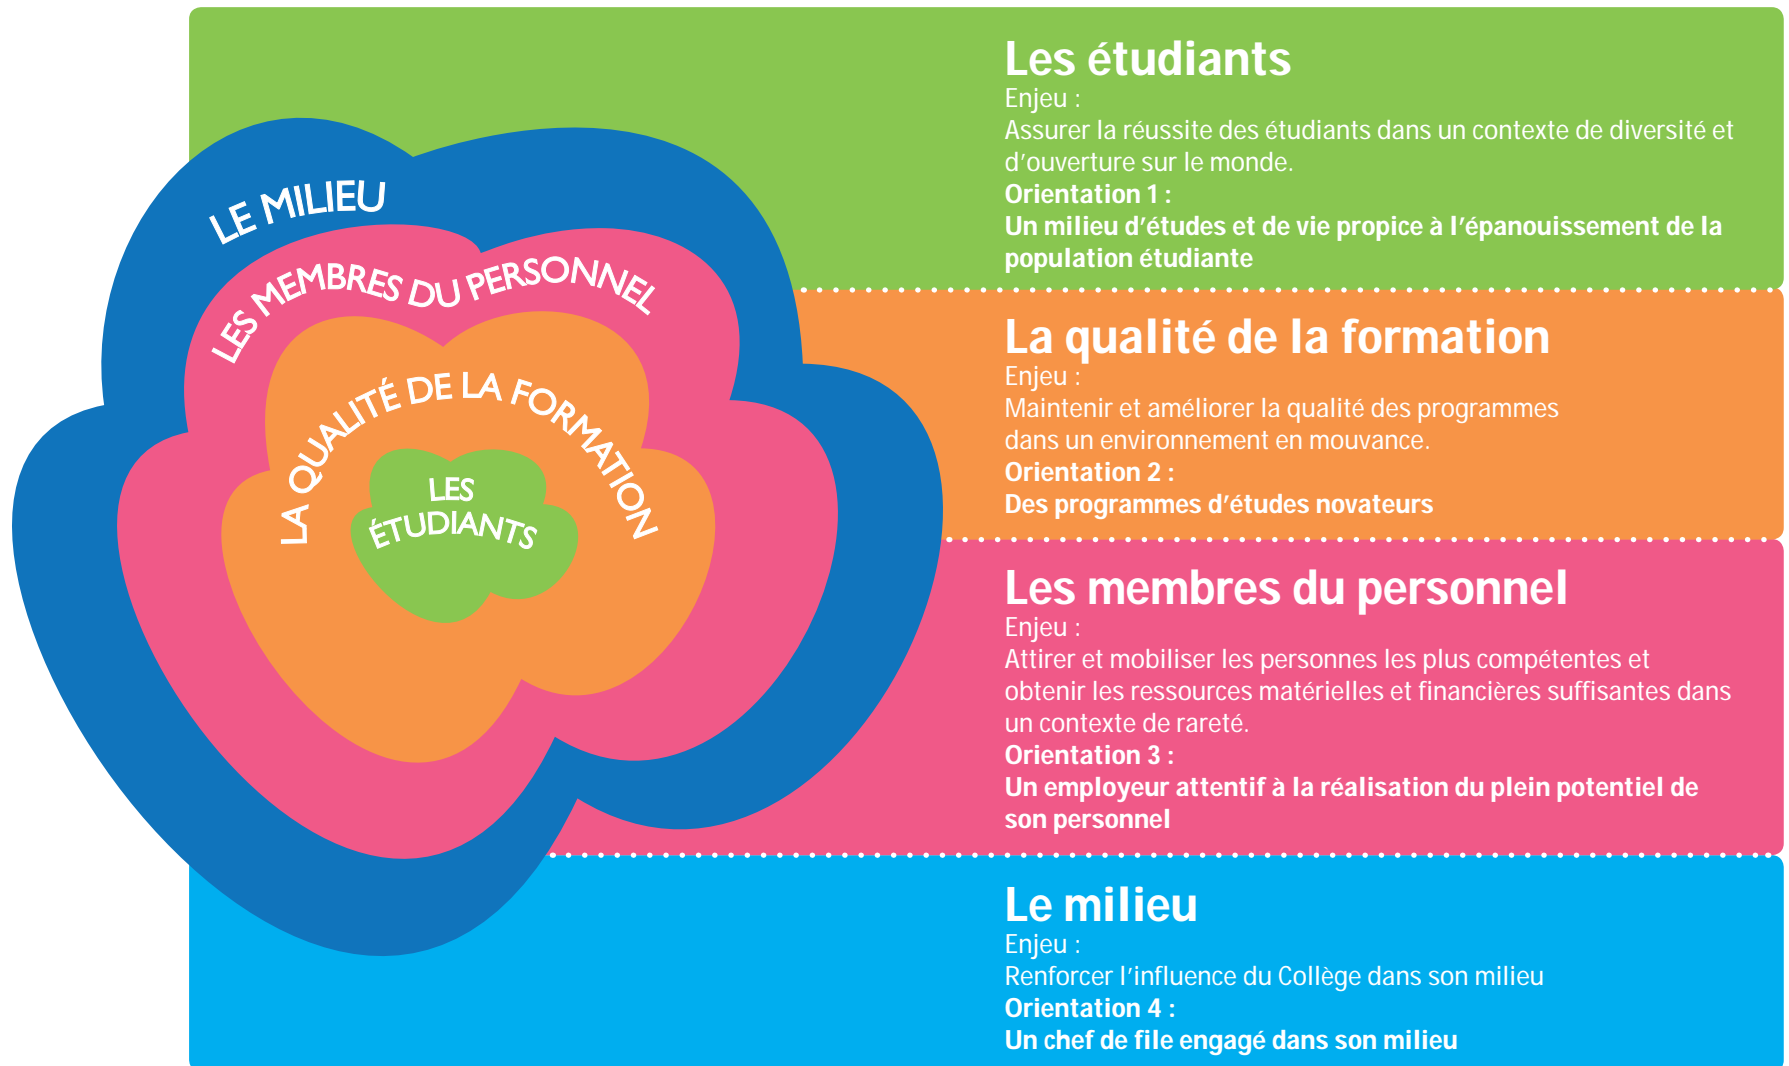 LE MILIEU
LES MEMBRES DU PERSONNEL
LA QUALITÉ DE LA FORMATION
LES
ÉTUDIANTS
Les étudiants
Enjeu :
Assurer la réussite des étudiants dans un contexte de diversité et
d'ouverture sur le monde.
Orientation 1 :
Un milieu d'études et de vie propice à l'épanouissement de la
population étudiante
La qualité de la formation
Enjeu :
Maintenir et améliorer la qualité des programmes
dans un environnement en mouvance.
Orientation 2 :
Des programmes d'études novateurs
Les membres du personnel
Enjeu :
Attirer et mobiliser les personnes les plus compétentes et
obtenir les ressources matérielles et financières suffisantes dans
un contexte de rareté.
Orientation 3 :
Un employeur attentif à la réalisation du plein potentiel de
son personnel
Le milieu
Enjeu :
Renforcer l'influence du Collège dans son milieu
Orientation 4 :
Un chef de file engagé dans son milieu